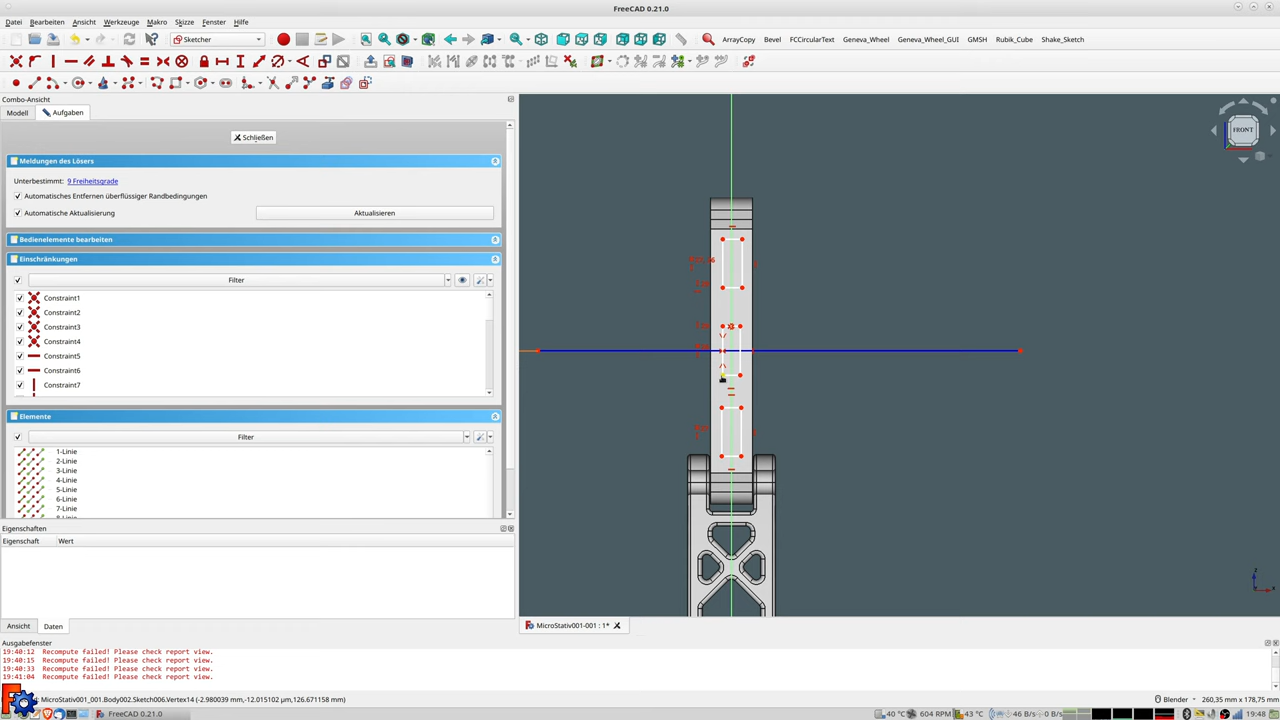 FreeCAD 0.21.0
Datei Bearbeiten Ansicht Werkzeuge Makro Skizze Fenster Hilfe
Sketcher
ArrayCopy Bevel FCCircularText Geneva_Wheel Geneva_Wheel_GUI GMSH Rubik_Cube Shake_Sketch
Combo-Ansicht
Modell Aufgaben
Schließen
Meldungen des Lösers
Unterbestimmt: 9 Freiheitsgrade
Automatisches Entfernen überflüssiger Randbedingungen
Automatische Aktualisierung
Aktualisieren
Bedienelemente bearbeiten
Einschränkungen
Filter
Constraint1
Constraint2
Constraint3
Constraint4
Constraint5
Constraint6
Constraint7
Elemente
Filter
1-Linie
2-Linie
3-Linie
4-Linie
5-Linie
6-Linie
7-Linie
Eigenschaften
Eigenschaft Wert
Ansicht Daten
FRONT
MicroStativ001-001 : 1*
Ausgabefenster
19:40:12 Recompute failed! Please check report view.
19:40:15 Recompute failed! Please check report view.
19:40:33 Recompute failed! Please check report view.
19:41:04 Recompute failed! Please check report view.
MicroStativ001_001.Body002.Sketch006.Vertex14 (-2.980039 mm,-12.015102 µm,126.671158 mm)
Blender 260,35 mm x 178,75 mm
FreeCAD 0.21.0
40 °C 604 RPM 43 °C 46 B/s 0 B/s
19:48